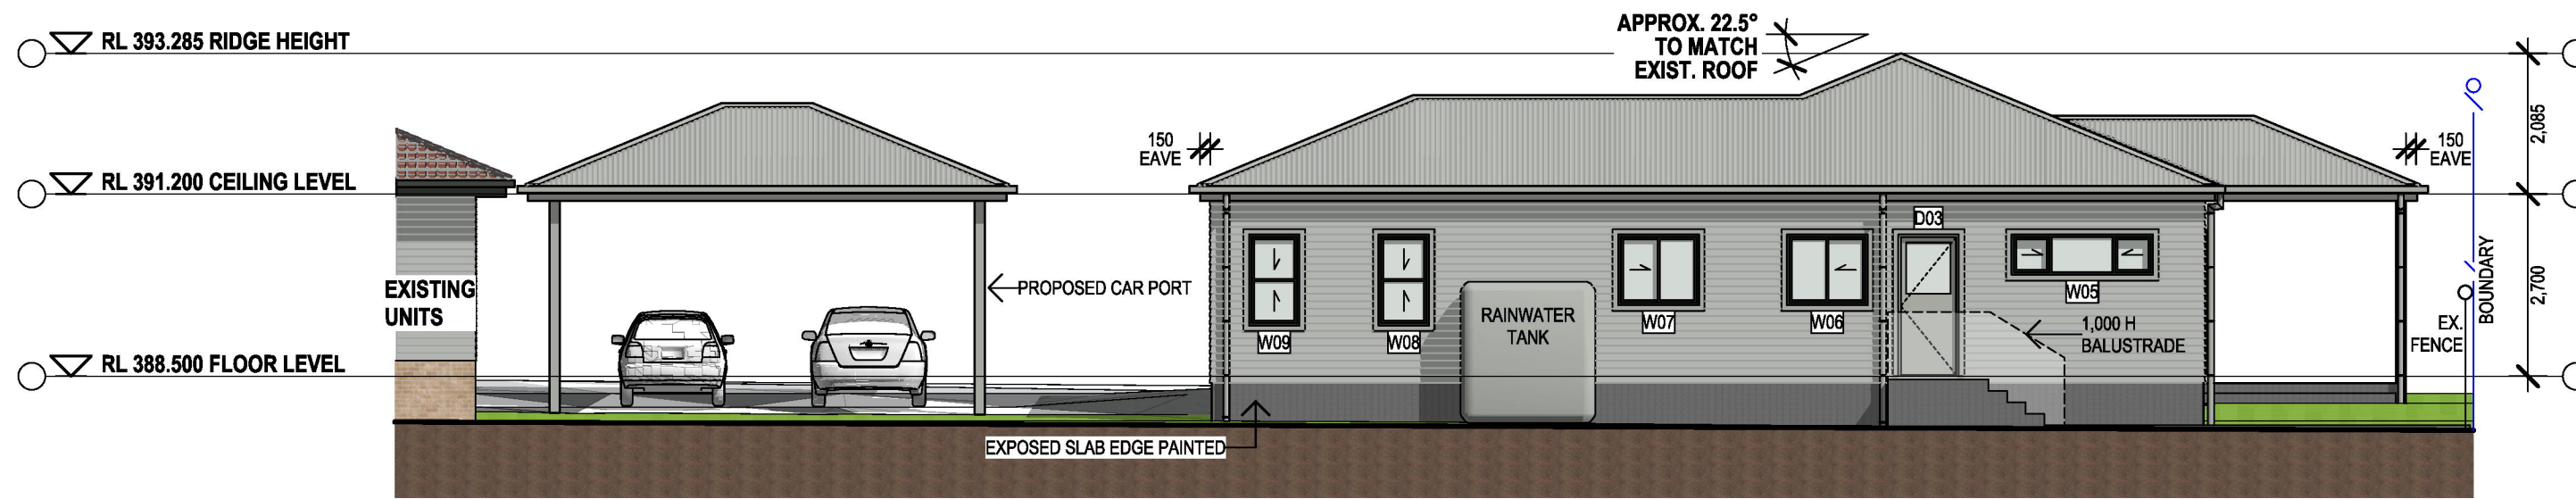 RL 393.285 RIDGE HEIGHT
APPROX. 22.5°
TO MATCH
EXIST. ROOF
2,085
150
EAVE
150
EAVE
RL 391.200 CEILING LEVEL
D03
EXISTING
UNITS
PROPOSED CAR PORT
RAINWATER
TANK
W09
W08
W07
W06
W05
1,000 H
BALUSTRADE
EX.
FENCE
BOUNDARY
2,700
RL 388.500 FLOOR LEVEL
EXPOSED SLAB EDGE PAINTED